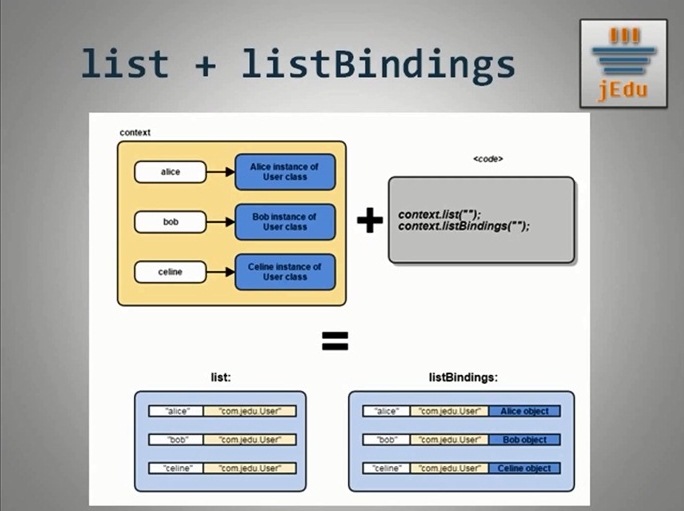 list + listBindings
jEdu
context
alice
Alice instance of
User class
bob
Bob instance of
User class
celine
Celine instance of
User class
+
<code>
context.list("");
context.listBindings("");
=
list:
"alice" "com.jedu.User"
"bob" "com.jedu.User"
"celine" "com.jedu.User"
listBindings:
"alice" "com.jedu.User" Alice object
"bob" "com.jedu.User" Bob object
"celine" "com.jedu.User" Celine object